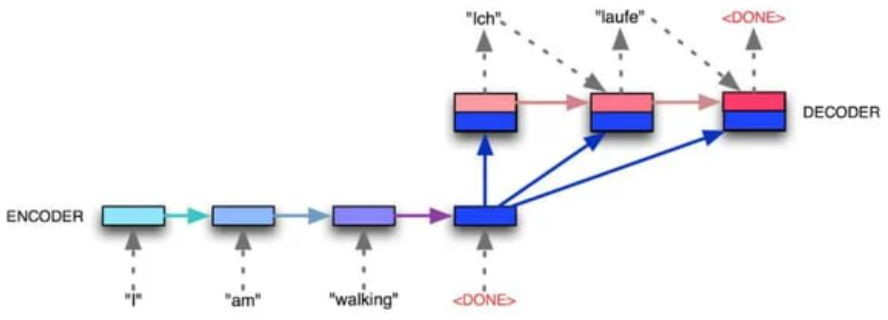 "Ich" "laufe" <DONE>
DECODER
ENCODER
"I" "am" "walking" <DONE>